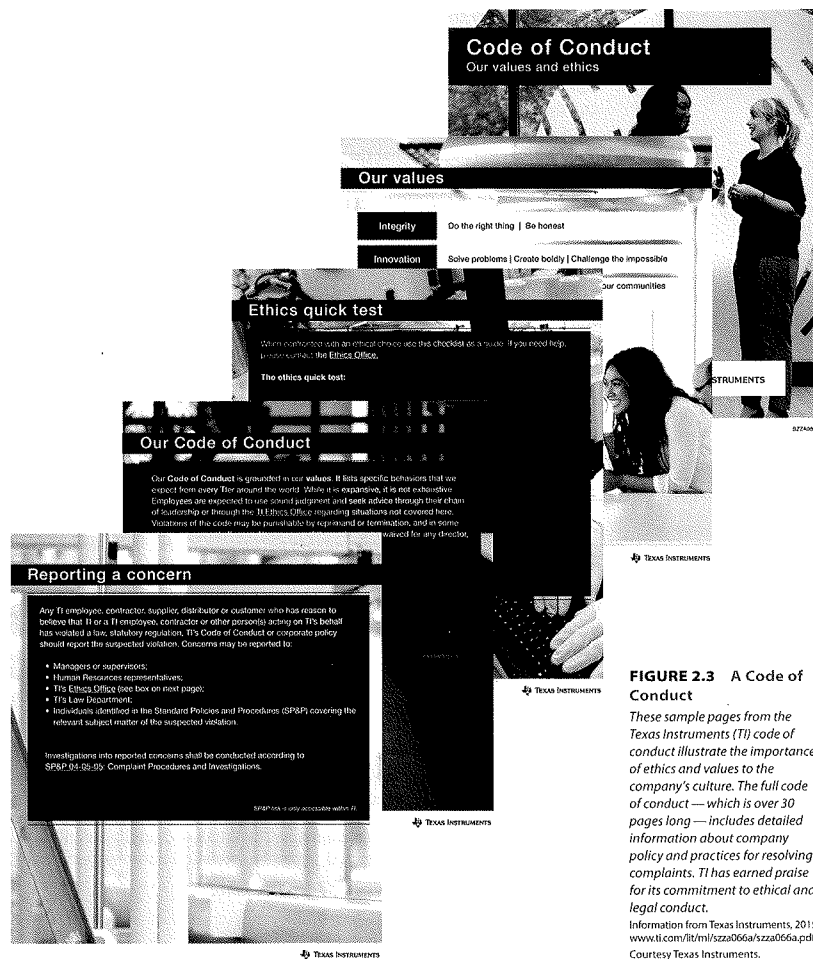 Code of Conduct
Our values and ethics
Our values
Integrity
Do the right thing | Be honest
Innovation
Solve problems | Create boldly | Challenge the impossible
our communities
STRUMENTS
Ethics quick test
When confronted with an ethical choice use this checklist as a guide. If you need help,
please contact the Ethics Office.
The ethics quick test:
TEXAS INSTRUMENTS
Our Code of Conduct
Our Code of Conduct is grounded in our values. It lists specific behaviors that we
expect from every TIer around the world. While it is expansive, it is not exhaustive.
Employees are expected to use sound judgment and seek advice through their chain
of leadership or through the TI Ethics Office regarding situations not covered here.
Violations of the code may be punishable by reprimand or termination, and in some
waived for any director,
TEXAS INSTRUMENTS
Reporting a concern
Any TI employee, contractor, supplier, distributor or customer who has reason to
believe that TI or a TI employee, contractor or other person(s) acting on TI's behalf
has violated a law, statutory regulation, TI's Code of Conduct or corporate policy
should report the suspected violation. Concerns may be reported to:
• Managers or supervisors;
• Human Resources representatives;
• TI's Ethics Office (see box on next page);
• TI's Law Department;
• Individuals identified in the Standard Policies and Procedures (SP&P) covering the
relevant subject matter of the suspected violation.
Investigations into reported concerns shall be conducted according to
SP&P 04-05-05: Complaint Procedures and Investigations.
SP&P link is only accessible within TI.
TEXAS INSTRUMENTS
TEXAS INSTRUMENTS
FIGURE 2.3 A Code of
Conduct
These sample pages from the
Texas Instruments (TI) code of
conduct illustrate the importance
of ethics and values to the
company's culture. The full code
of conduct — which is over 30
pages long — includes detailed
information about company
policy and practices for resolving
complaints. TI has earned praise
for its commitment to ethical and
legal conduct.
Information from Texas Instruments,
www.ti.com/lit/ml/szza066a/szza066a.pd
Courtesy Texas Instruments.